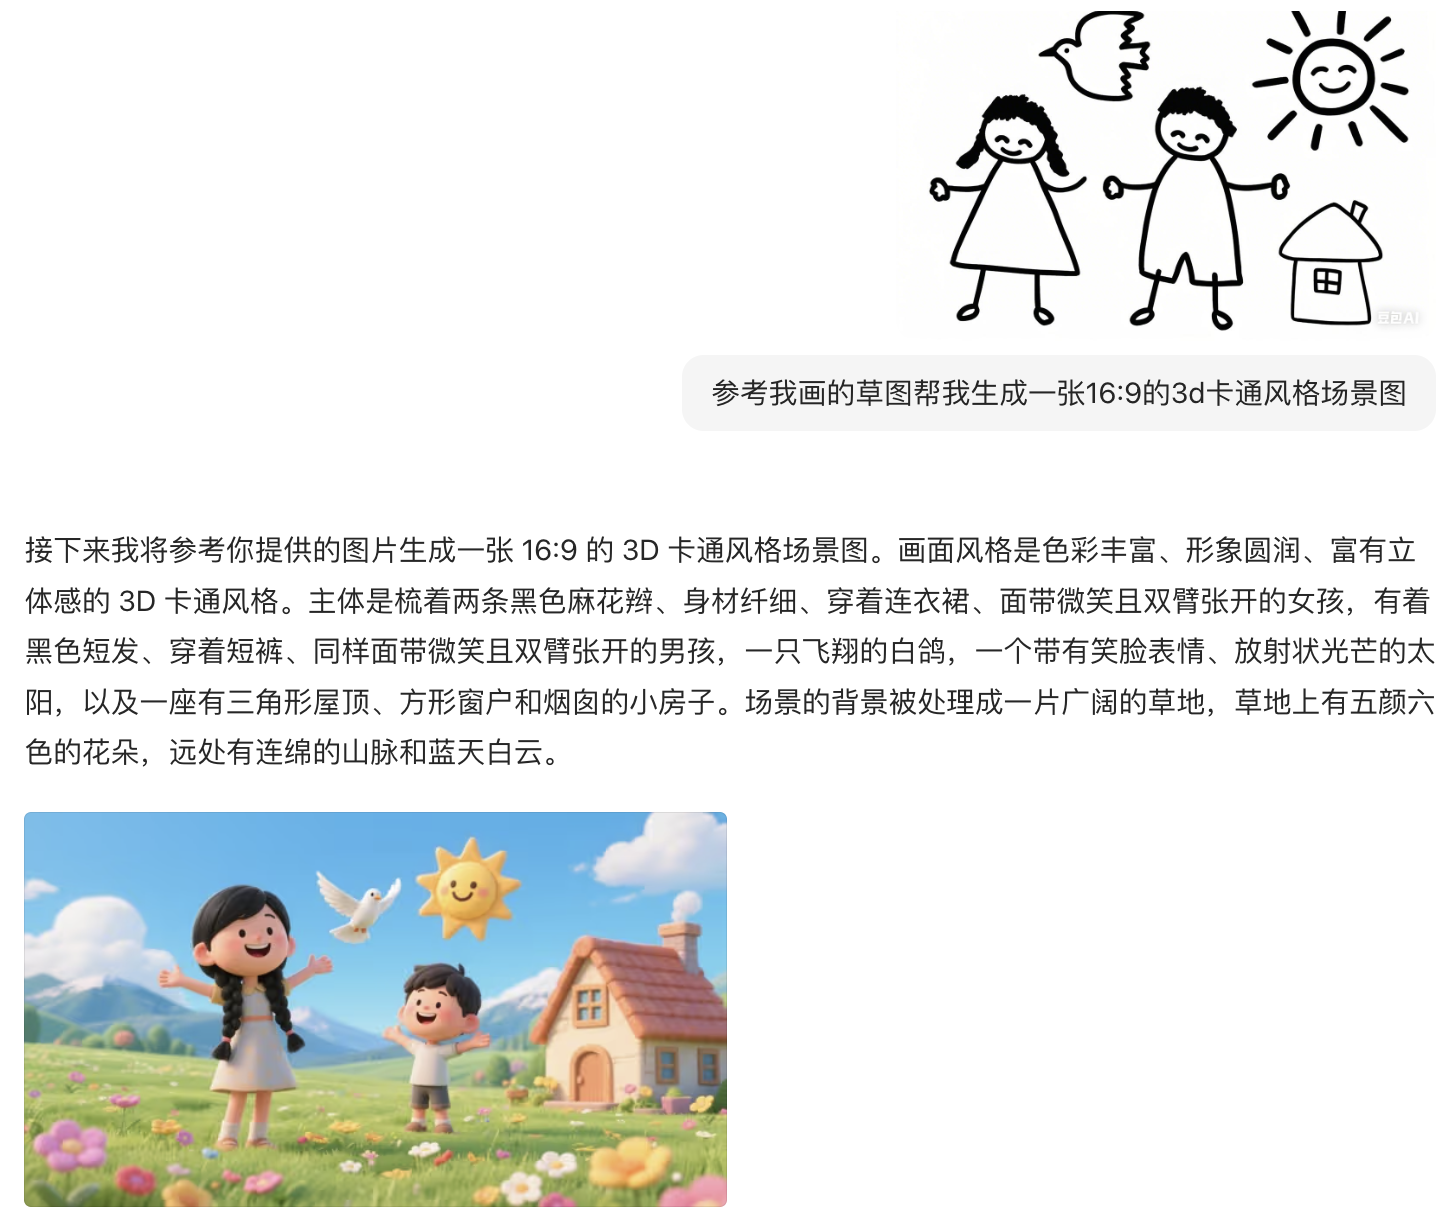 豆包AI
参考我画的草图帮我生成一张16:9的3d卡通风格场景图
接下来我将参考你提供的图片生成一张 16:9 的 3D 卡通风格场景图。画面风格是色彩丰富、形象圆润、富有立
体感的 3D 卡通风格。主体是梳着两条黑色麻花辫、身材纤细、穿着连衣裙、面带微笑且双臂张开的女孩，有着
黑色短发、穿着短裤、同样面带微笑且双臂张开的男孩，一只飞翔的白鸽，一个带有笑脸表情、放射状光芒的太
阳，以及一座有三角形屋顶、方形窗户和烟囱的小房子。场景的背景被处理成一片广阔的草地，草地上有五颜六
色的花朵，远处有连绵的山脉和蓝天白云。